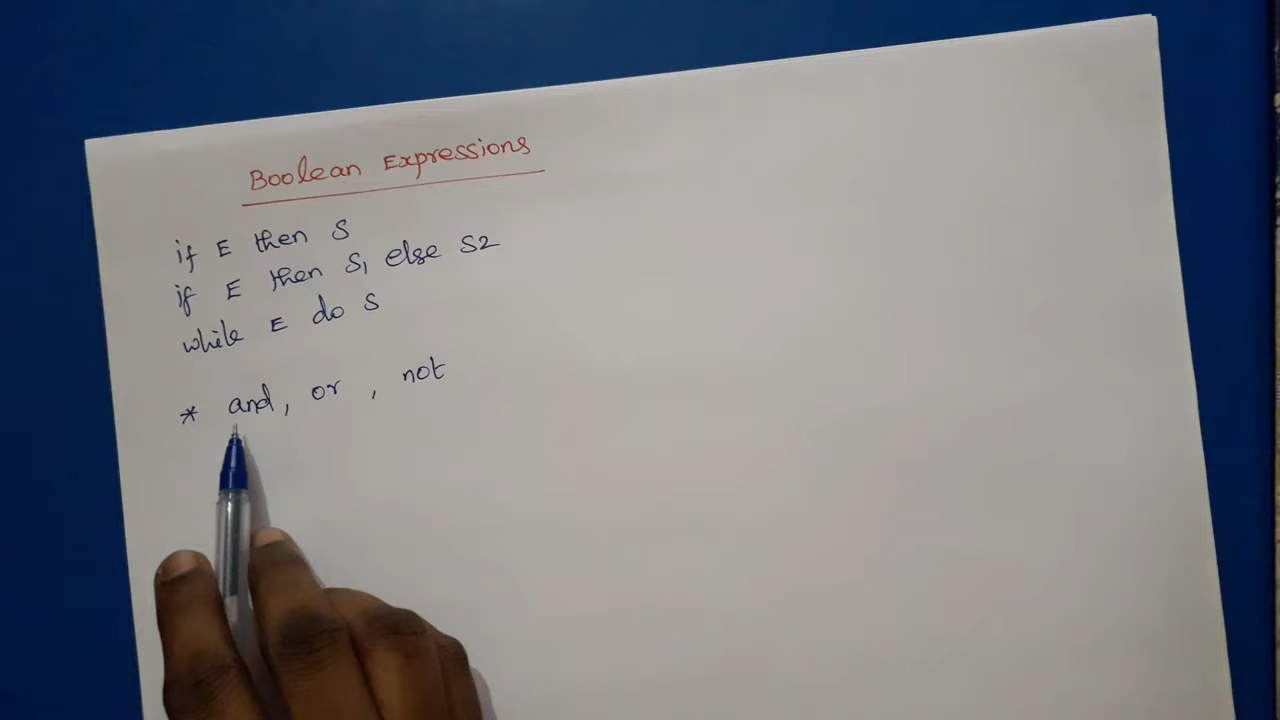 Boolean Expressions
if E then S
if E then S1 else S2
while E do S
* and, or, not